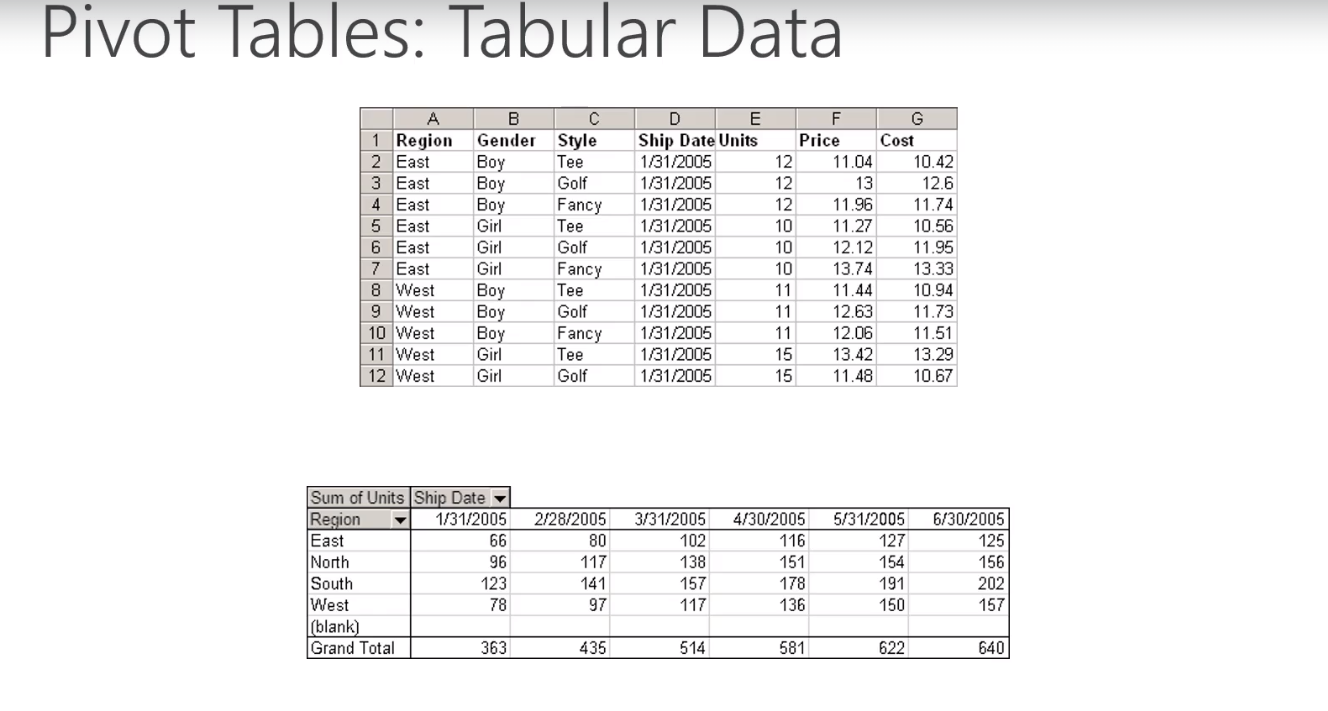 Pivot Tables: Tabular Data
A B C D E F G
1 Region Gender Style Ship Date Units Price Cost
2 East Boy Tee 1/31/2005 12 11.04 10.42
3 East Boy Golf 1/31/2005 12 13 12.6
4 East Boy Fancy 1/31/2005 12 11.96 11.74
5 East Girl Tee 1/31/2005 10 11.27 10.56
6 East Girl Golf 1/31/2005 10 12.12 11.95
7 East Girl Fancy 1/31/2005 10 13.74 13.33
8 West Boy Tee 1/31/2005 11 11.44 10.94
9 West Boy Golf 1/31/2005 11 12.63 11.73
10 West Boy Fancy 1/31/2005 11 12.06 11.51
11 West Girl Tee 1/31/2005 15 13.42 13.29
12 West Girl Golf 1/31/2005 15 11.48 10.67
Sum of Units Ship Date
Region 1/31/2005 2/28/2005 3/31/2005 4/30/2005 5/31/2005 6/30/2005
East 66 80 102 116 127 125
North 96 117 138 151 154 156
South 123 141 157 178 191 202
West 78 97 117 136 150 157
(blank)
Grand Total 363 435 514 581 622 640